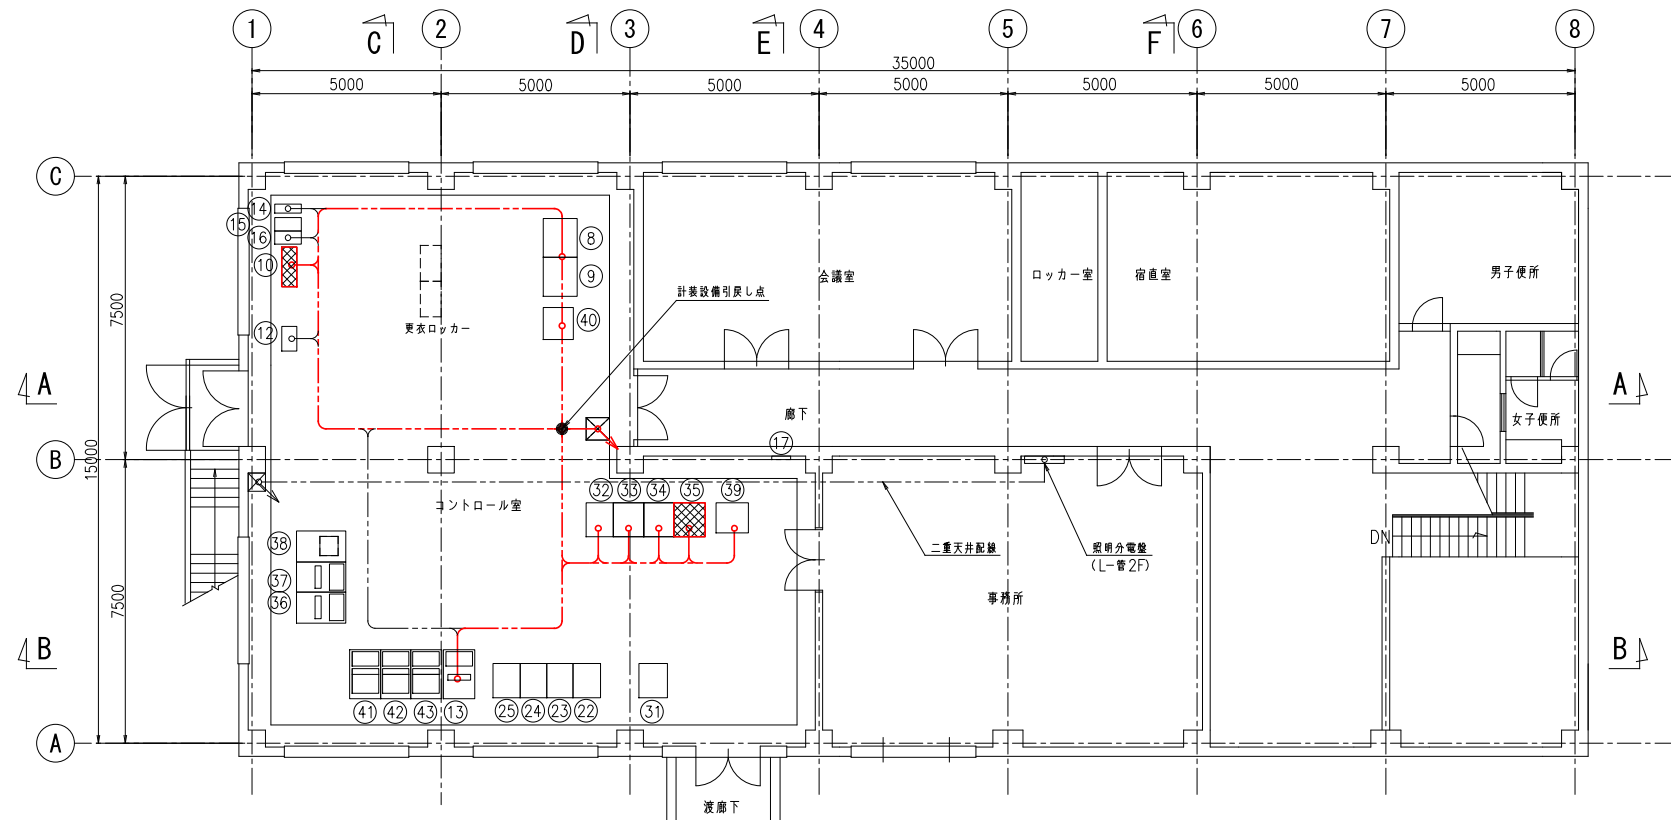 1
C
2
D
3
E
4
5
F
6
7
8
35000
5000
5000
5000
5000
5000
5000
5000
C
14
15
16
10
12
8
9
40
7500
計装設備引戻し点
更衣ロッカー
会議室
ロッカー室
宿直室
男子便所
A
A
廊下
女子便所
17
B
15000
コントロール室
32
33
34
35
39
38
37
36
DN
二重天井配線
照明分電盤
(L-管2F)
7500
事務所
B
B
41
42
43
13
25
24
23
22
31
A
渡廊下